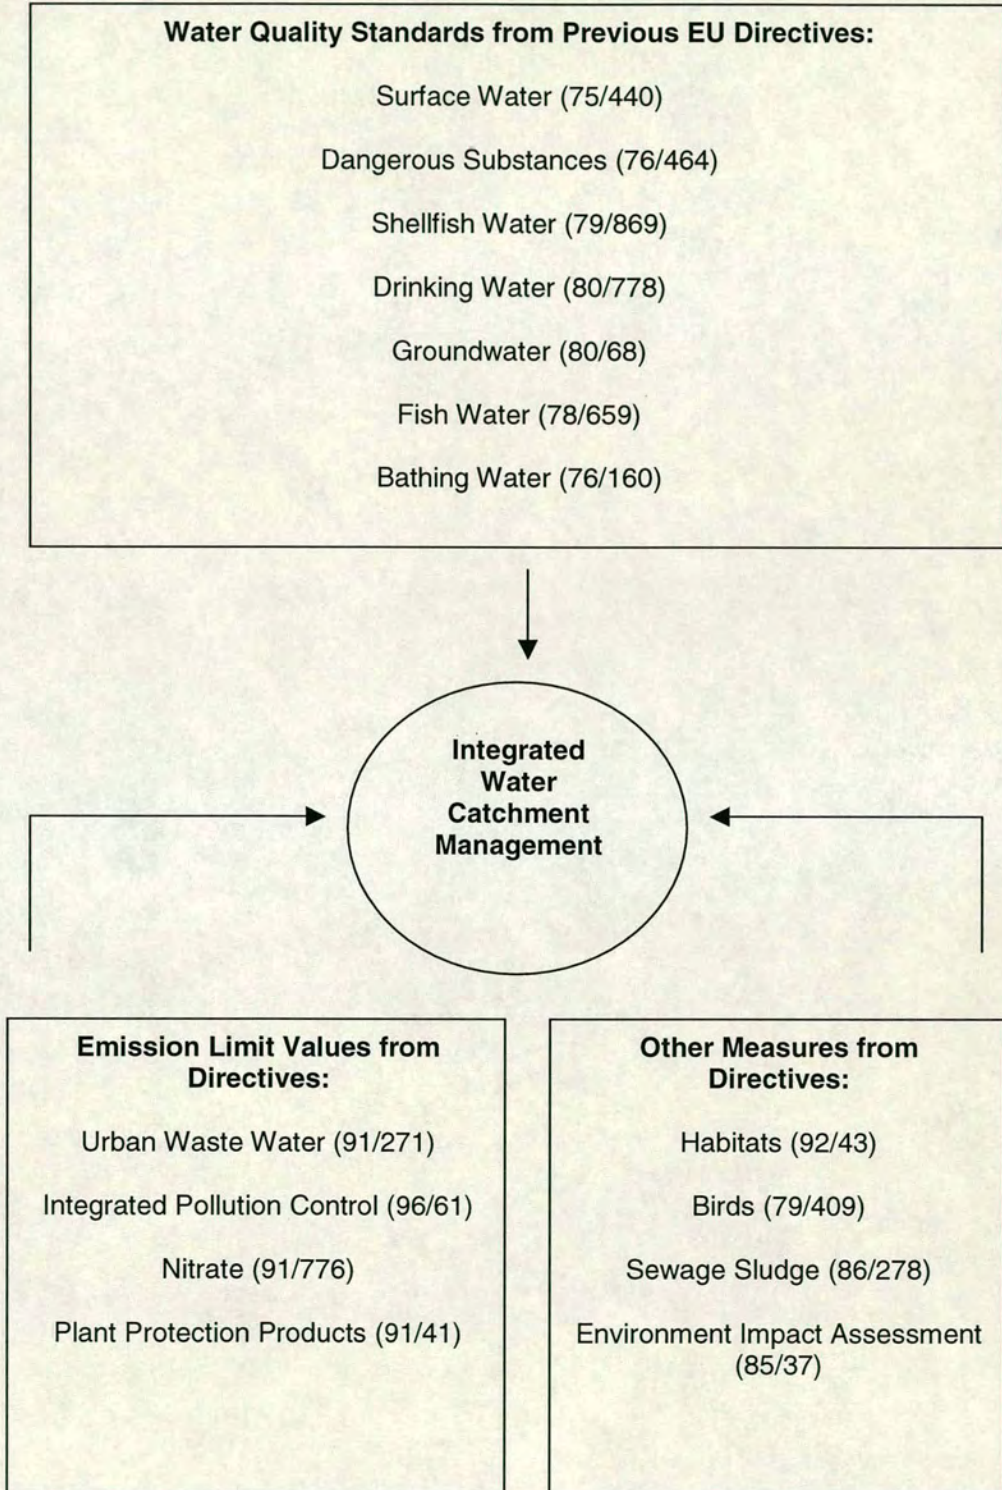 Water Quality Standards from Previous EU Directives:
Surface Water (75/440)
Dangerous Substances (76/464)
Shellfish Water (79/869)
Drinking Water (80/778)
Groundwater (80/68)
Fish Water (78/659)
Bathing Water (76/160)
Integrated
Water
Catchment
Management
Emission Limit Values from
Directives:
Urban Waste Water (91/271)
Integrated Pollution Control (96/61)
Nitrate (91/776)
Plant Protection Products (91/41)
Other Measures from
Directives:
Habitats (92/43)
Birds (79/409)
Sewage Sludge (86/278)
Environment Impact Assessment
(85/37)